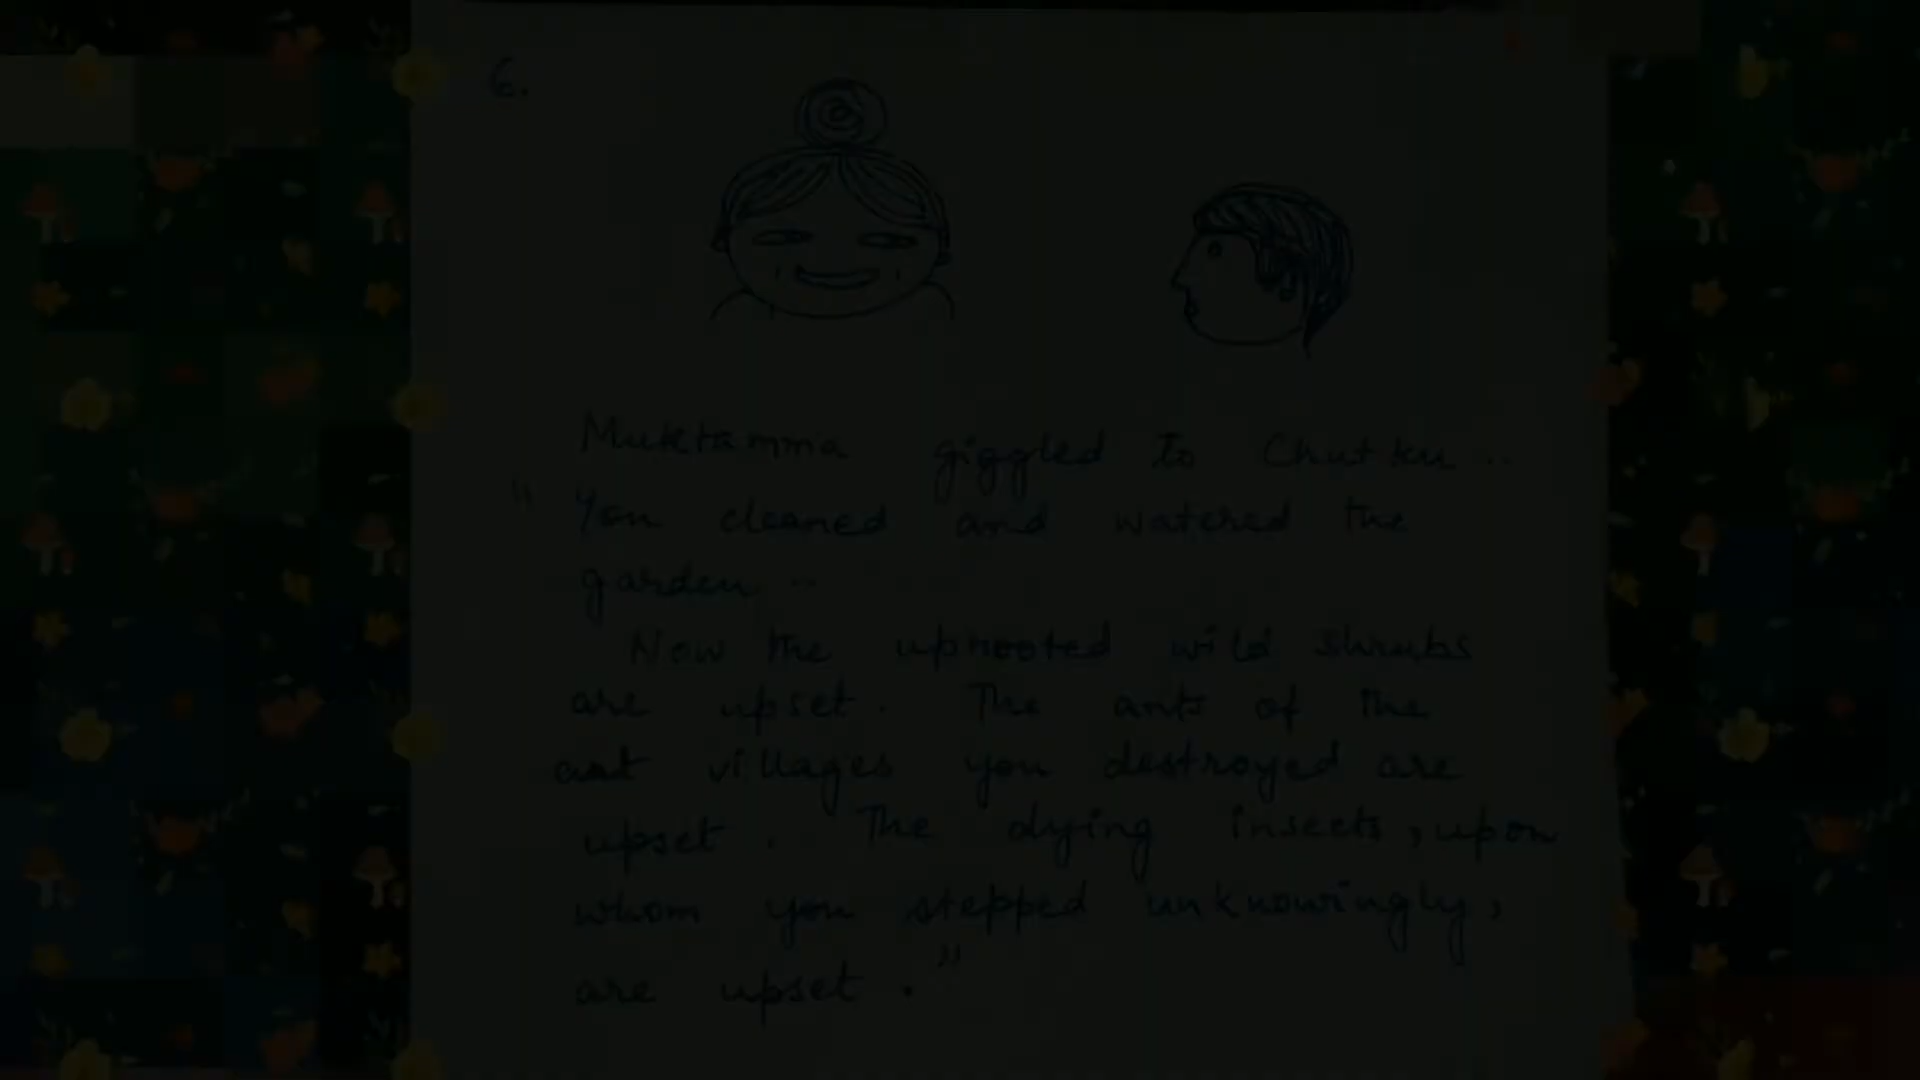 6.
Muktamma giggled to Chutku ..
"You cleaned and watered the
garden ..
Now the uprooted wild shrubs
are upset. The ants of the
ant villages you destroyed are
upset. The dying insects, upon
whom you stepped unknowingly,
are upset."